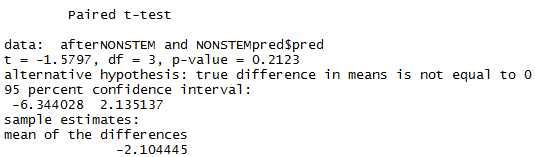 Paired t-test
data: afterNONSTEM and NONSTEMpred$pred
t = -1.5797, df = 3, p-value = 0.2123
alternative hypothesis: true difference in means is not equal to 0
95 percent confidence interval:
-6.344028 2.135137
sample estimates:
mean of the differences
-2.104445